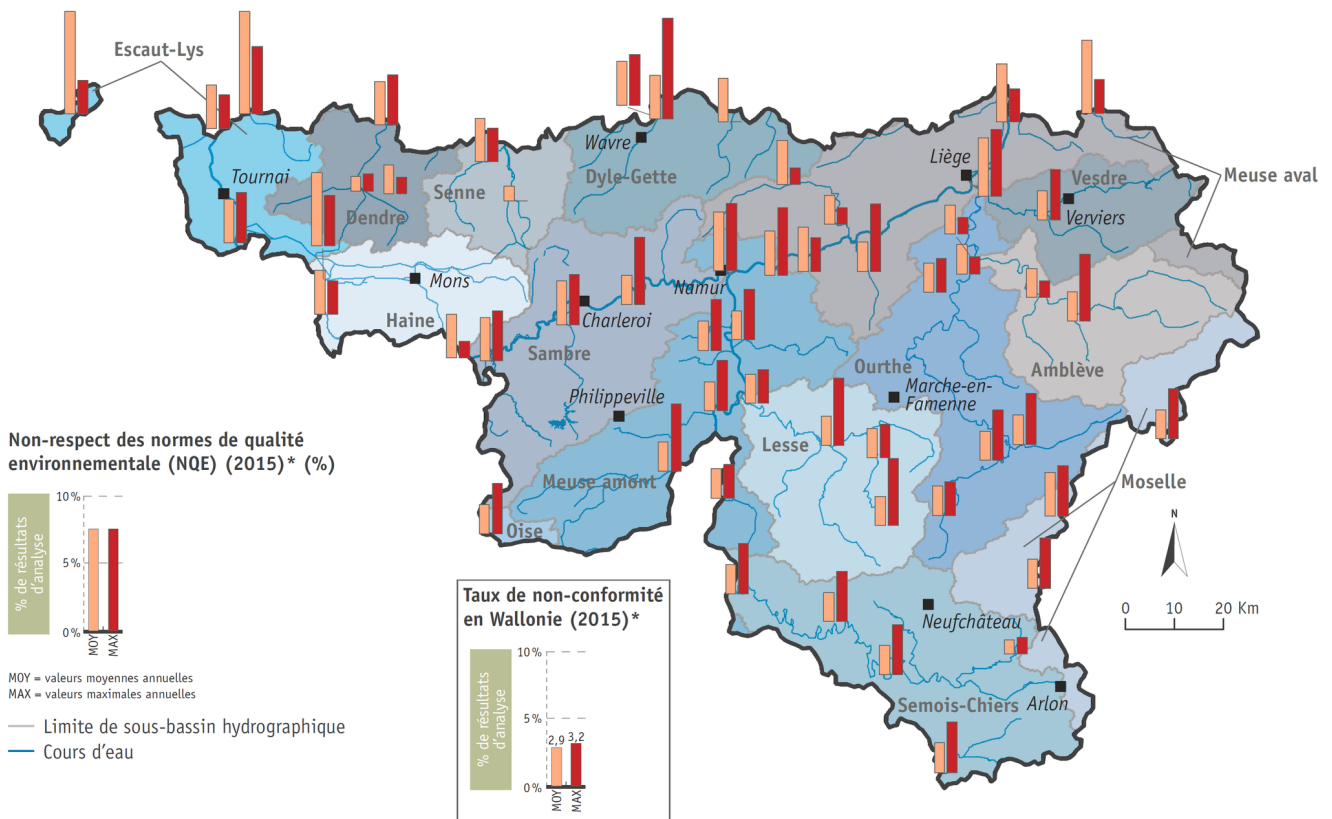 Escaut-Lys
Tournai
Dendre
Senne
Wavre
Dyle-Gette
Liège
Vesdre
Verviers
Meuse aval
Mons
Haine
Charleroi
Namur
Sambre
Philippeville
Ourthe
Marche-en-
Famenne
Amblève
Lesse
Meuse amont
Oise
Moselle
Neufchâteau
Semois-Chiers
Arlon
N
0 10 20 Km
Non-respect des normes de qualité
environnementale (NQE) (2015)* (%)
% de résultats
d'analyse
10%
5%
0%
MOY
MAX
MOY = valeurs moyennes annuelles
MAX = valeurs maximales annuelles
Limite de sous-bassin hydrographique
Cours d'eau
Taux de non-conformité
en Wallonie (2015)*
% de résultats
d'analyse
10%
5%
0%
2,9 3,2
MOY
MAX